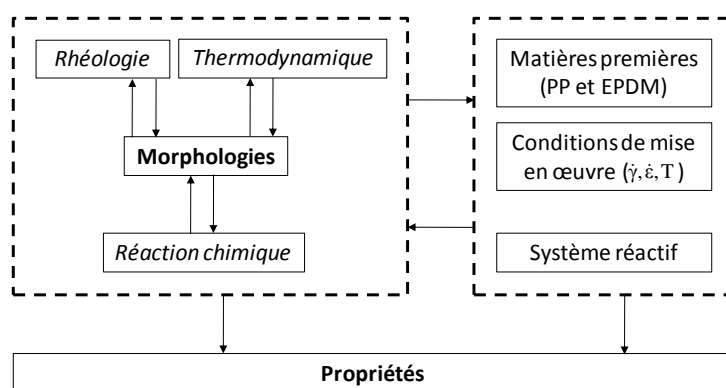 Rhéologie
Thermodynamique
Morphologies
Réaction chimique
Matières premières
(PP et EPDM)
Conditions de mise
en œuvre (γ̇, ε̇, T )
Système réactif
Propriétés